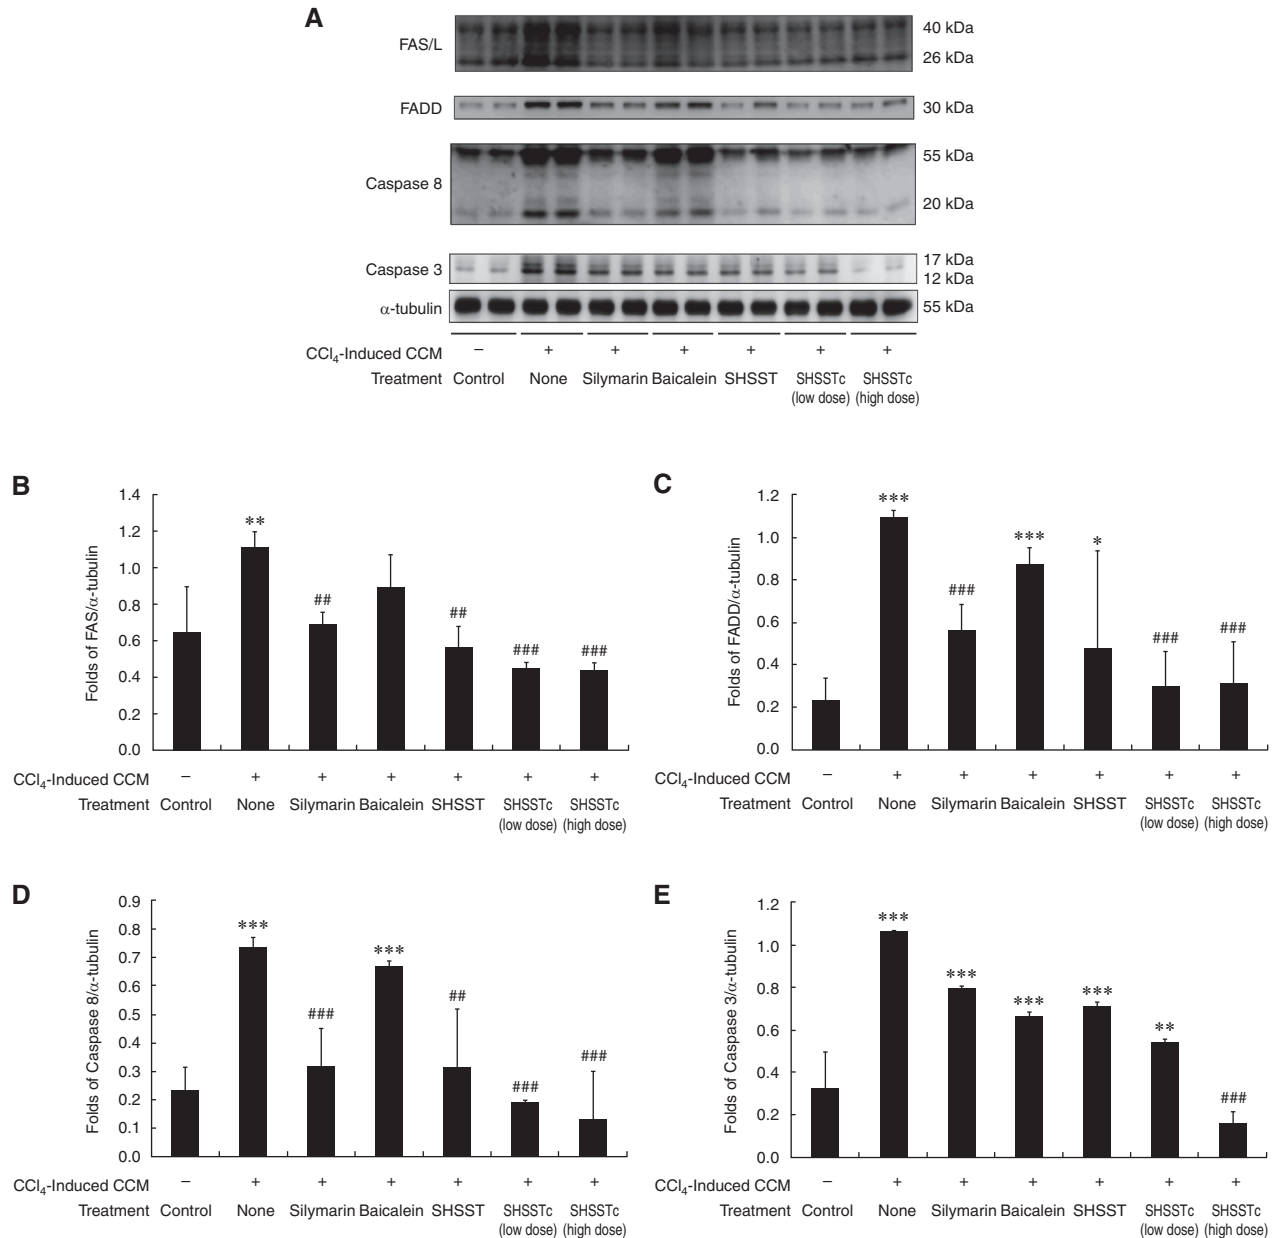 A
FAS/L
40 kDa
26 kDa
FADD
30 kDa
Caspase 8
55 kDa
20 kDa
Caspase 3
17 kDa
12 kDa
α-tubulin
55 kDa
CCl4-Induced CCM − + + + + + +
Treatment Control None Silymarin Baicalein SHSST SHSSTc (low dose) SHSSTc (high dose)
B
Folds of FAS/α-tubulin
1.4
1.2
1.0
0.8
0.6
0.4
0.2
0.0
** ## ## ### ###
CCl4-Induced CCM − + + + + + +
Treatment Control None Silymarin Baicalein SHSST SHSSTc (low dose) SHSSTc (high dose)
C
Folds of FADD/α-tubulin
1.2
1.0
0.8
0.6
0.4
0.2
0.0
*** ### *** * ### ###
CCl4-Induced CCM − + + + + + +
Treatment Control None Silymarin Baicalein SHSST SHSSTc (low dose) SHSSTc (high dose)
D
Folds of Caspase 8/α-tubulin
0.9
0.8
0.7
0.6
0.5
0.4
0.3
0.2
0.1
0.0
*** ### *** ## ### ###
CCl4-Induced CCM − + + + + + +
Treatment Control None Silymarin Baicalein SHSST SHSSTc (low dose) SHSSTc (high dose)
E
Folds of Caspase 3/α-tubulin
1.2
1.0
0.8
0.6
0.4
0.2
0.0
*** *** *** *** ** ###
CCl4-Induced CCM − + + + + + +
Treatment Control None Silymarin Baicalein SHSST SHSSTc (low dose) SHSSTc (high dose)